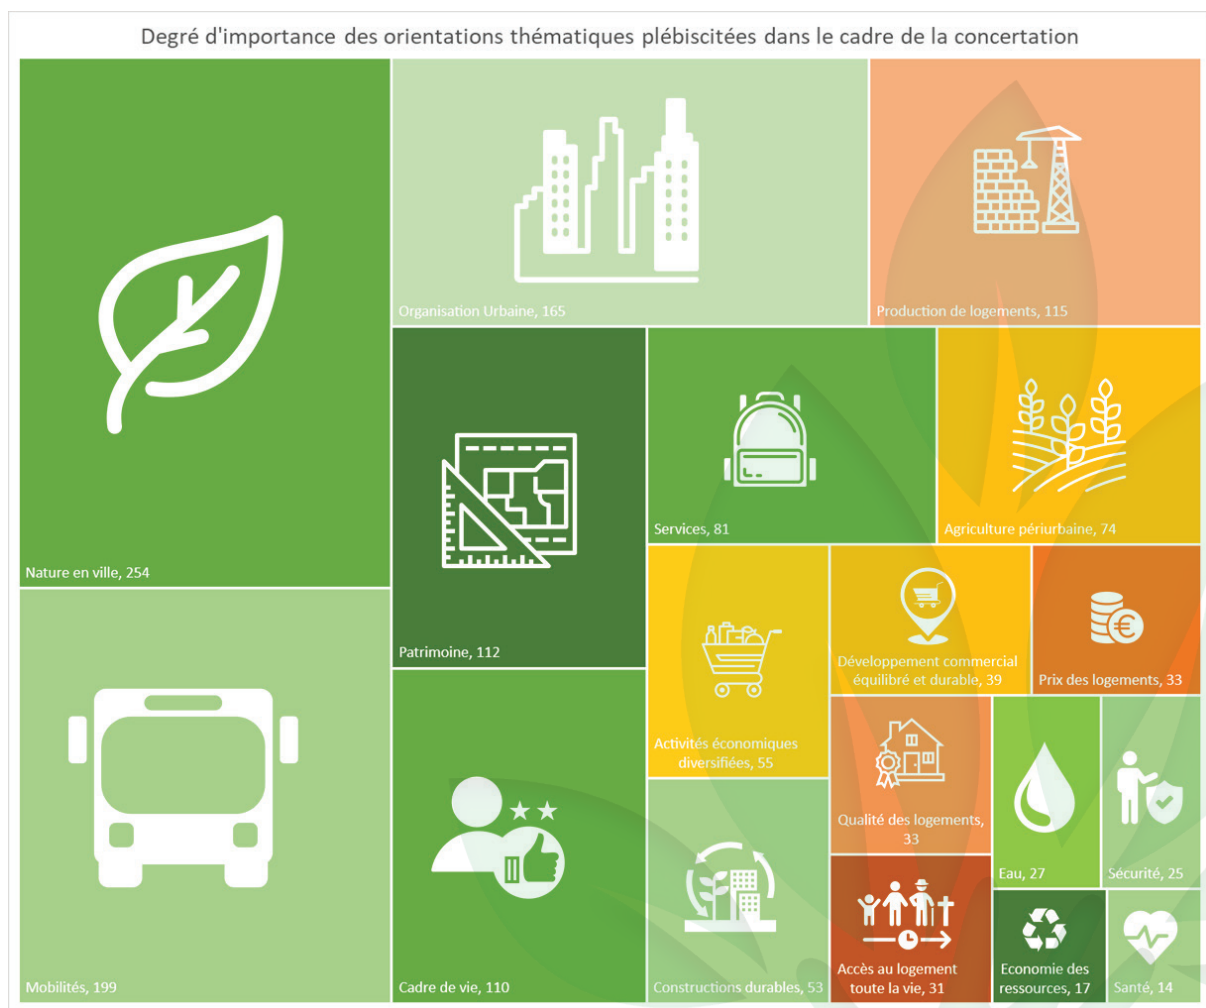 Degré d'importance des orientations thématiques plébiscitées dans le cadre de la concertation
Organisation Urbaine, 165
Production de logements, 115
Nature en ville, 254
Services, 81
Agriculture périurbaine, 74
Patrimoine, 112
Développement commercial
équilibré et durable, 39
Prix des logements, 33
Activités économiques
diversifiées, 55
Qualité des logements,
33
Eau, 27
Sécurité, 25
Mobilités, 199
Cadre de vie, 110
Constructions durables, 53
Accès au logement
toute la vie, 31
Economie des
ressources, 17
Santé, 14